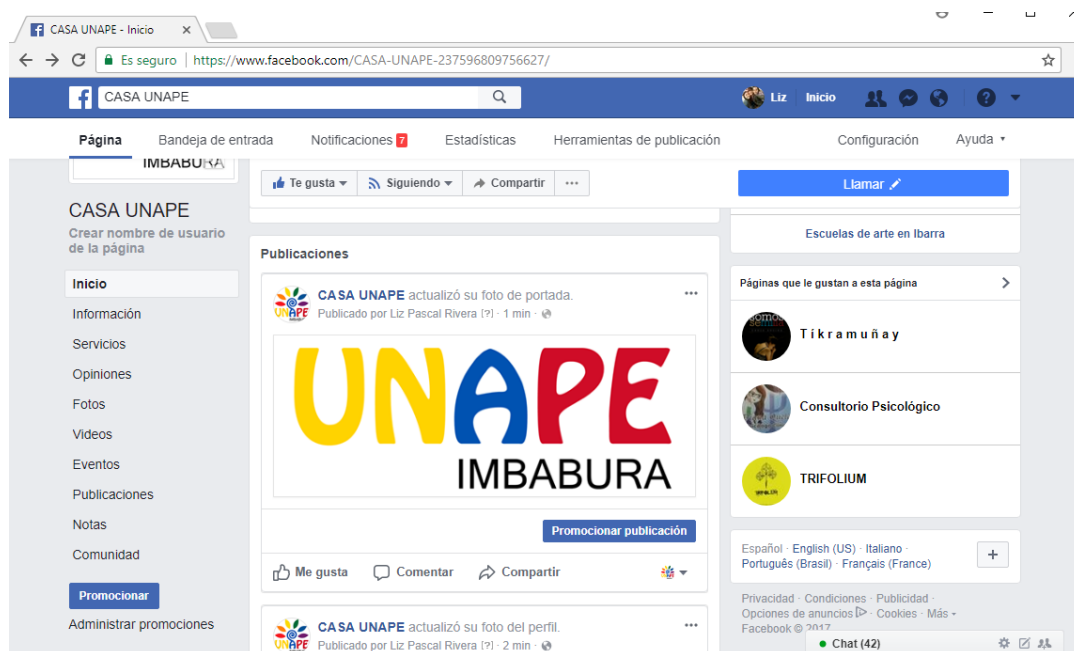 CASA UNAPE - Inicio
Es seguro | https://www.facebook.com/CASA-UNAPE-237596809756627/
CASA UNAPE
Liz Inicio
Página Bandeja de entrada Notificaciones 7 Estadísticas Herramientas de publicación Configuración Ayuda
IMBABURA
Te gusta Siguiendo Compartir ...
Llamar
CASA UNAPE
Crear nombre de usuario
de la página
Inicio
Información
Servicios
Opiniones
Fotos
Videos
Eventos
Publicaciones
Notas
Comunidad
Promocionar
Administrar promociones
Publicaciones
UNAPE
CASA UNAPE actualizó su foto de portada.
Publicado por Liz Pascal Rivera [?] · 1 min ·
UNAPE
IMBABURA
Promocionar publicación
Me gusta Comentar Compartir
UNAPE
CASA UNAPE actualizó su foto del perfil.
Publicado por Liz Pascal Rivera [?] · 2 min ·
Escuelas de arte en Ibarra
Páginas que le gustan a esta página
T í k r a m u ñ a y
Consultorio Psicológico
TRIFOLIUM
Español · English (US) · Italiano ·
Português (Brasil) · Français (France)
Privacidad · Condiciones · Publicidad ·
Opciones de anuncios · Cookies · Más
Facebook © 2017
Chat (42)